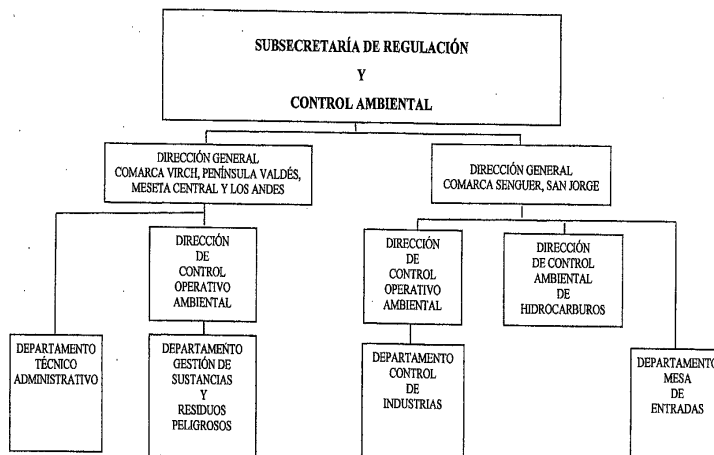 SUBSECRETARÍA DE REGULACIÓN
Y
CONTROL AMBIENTAL
DIRECCIÓN GENERAL
COMARCA VIRCH, PENÍNSULA VALDÉS,
MESETA CENTRAL Y LOS ANDES
DIRECCIÓN GENERAL
COMARCA SENGUER, SAN JORGE
DIRECCIÓN
DE
CONTROL
OPERATIVO
AMBIENTAL
DIRECCIÓN
DE
CONTROL
OPERATIVO
AMBIENTAL
DIRECCIÓN
DE CONTROL
AMBIENTAL
DE
HIDROCARBUROS
DEPARTAMENTO
TÉCNICO
ADMINISTRATIVO
DEPARTAMENTO
GESTIÓN DE
SUSTANCIAS
Y
RESIDUOS
PELIGROSOS
DEPARTAMENTO
CONTROL
DE
INDUSTRIAS
DEPARTAMENTO
MESA
DE
ENTRADAS